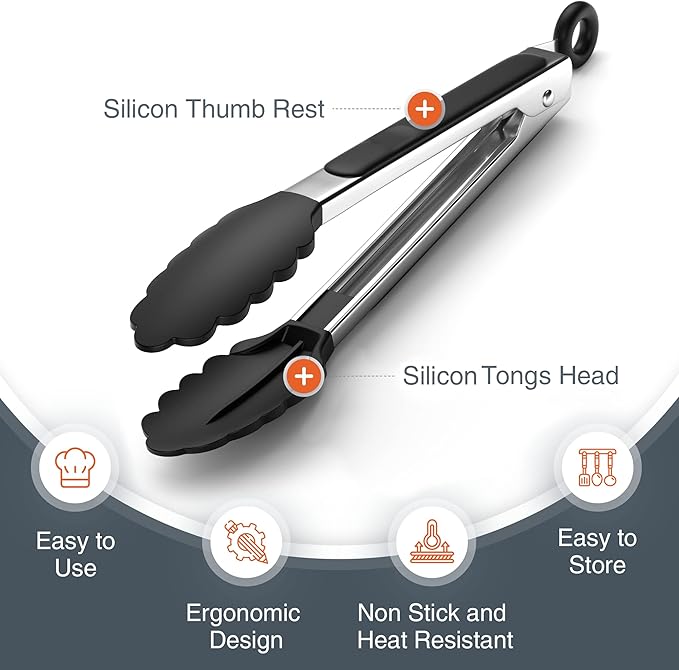 Silicon Thumb Rest
Silicon Tongs Head
Easy to
Use
Ergonomic
Design
Non Stick and
Heat Resistant
Easy to
Store